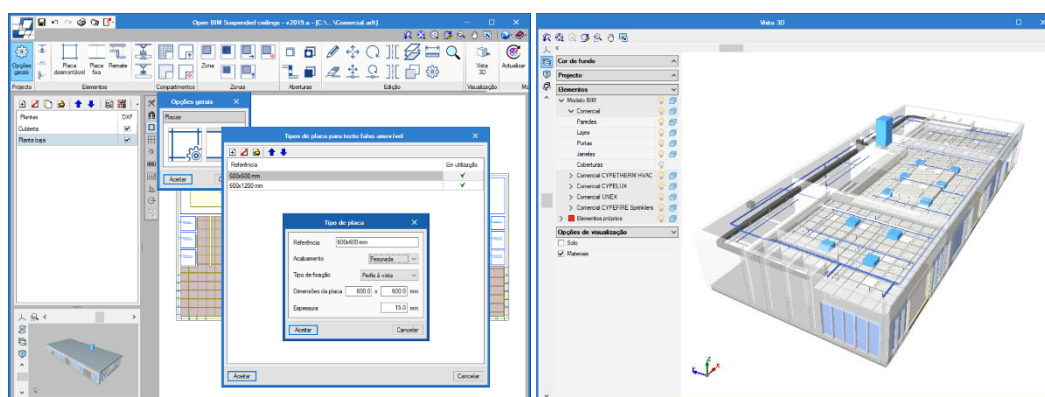 Open BIM Suspended ceilings - v2019.a - [C:\...\Comercial.arft]
Opções gerais
Placa desmontável
Placa fixa
Remate
Zona
Vista 3D
Actualizar
Projecto
Elementos
Compartimentos
Zonas
Aberturas
Edição
Visualização
Plantas DXF
Cubierta
Planta baja
Opções gerais
Placas
Aceitar
Tipos de placa para tecto falso amovível
Referência Em utilização
600x600 mm
600x1200 mm
Tipo de placa
Referência 600x600 mm
Acabamento Fissurada
Tipo de fixação Perfis à vista
Dimensões da placa 600.0 x 600.0 mm
Espessura 15.0 mm
Aceitar Cancelar
Aceitar Cancelar
Vista 3D
Cor de fundo
Projecto
Elementos
Modelo BIM
Comercial
Paredes
Lajes
Portas
Janelas
Coberturas
Comercial CYPETHERM HVAC
Comercial CYPELUX
Comercial UNEX
Comercial CYPEFIRE Sprinklers
Elementos próprios
Opções de visualização
Solo
Materiais